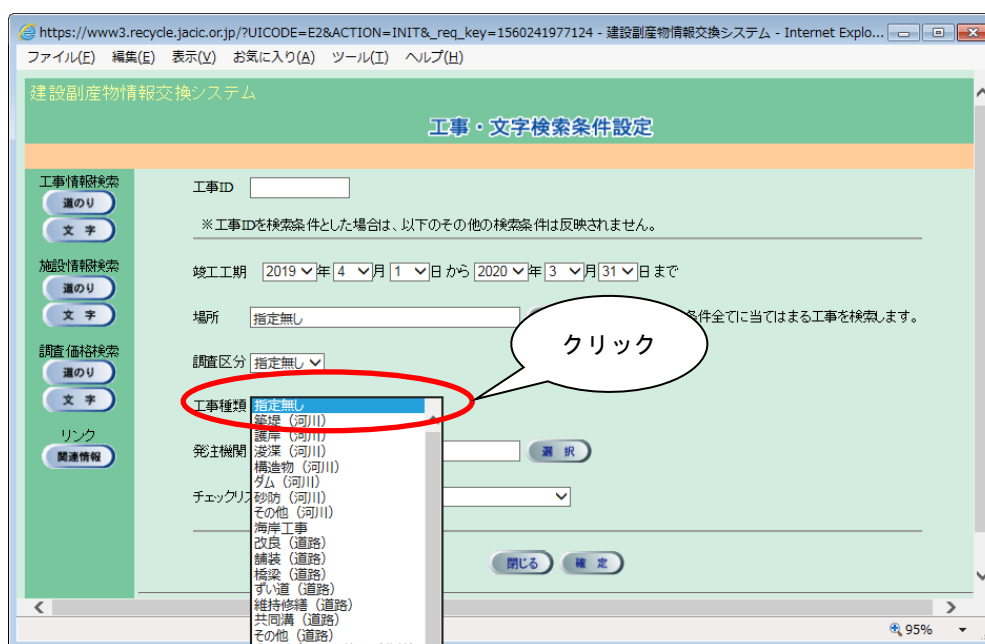 https://www3.recycle.jacic.or.jp/?UICODE=E2&ACTION=INIT&_req_key=1560241977124 - 建設副産物情報交換システム - Internet Explo...
ファイル(F) 編集(E) 表示(V) お気に入り(A) ツール(T) ヘルプ(H)
建設副産物情報交換システム
工事・文字検索条件設定
工事情報検索
道のり
文 字
施設情報検索
道のり
文 字
調査価格検索
道のり
文 字
リンク
関連情報
工事ID
※工事IDを検索条件とした場合は、以下のその他の検索条件は反映されません。
竣工工期 2019 年 4 月 1 日 から 2020 年 3 月 31 日 まで
場所 指定無し
件全てに当てはまる工事を検索します。
クリック
調査区分 指定無し
工事種類 指定無し
築堤（河川）
護岸（河川）
浚渫（河川）
構造物（河川）
ダム（河川）
砂防（河川）
その他（河川）
海岸工事
改良（道路）
舗装（道路）
橋梁（道路）
ずい道（道路）
維持修繕（道路）
共同溝（道路）
その他（道路）
発注機関
選 択
チェックリ
閉じる 確 定
95%